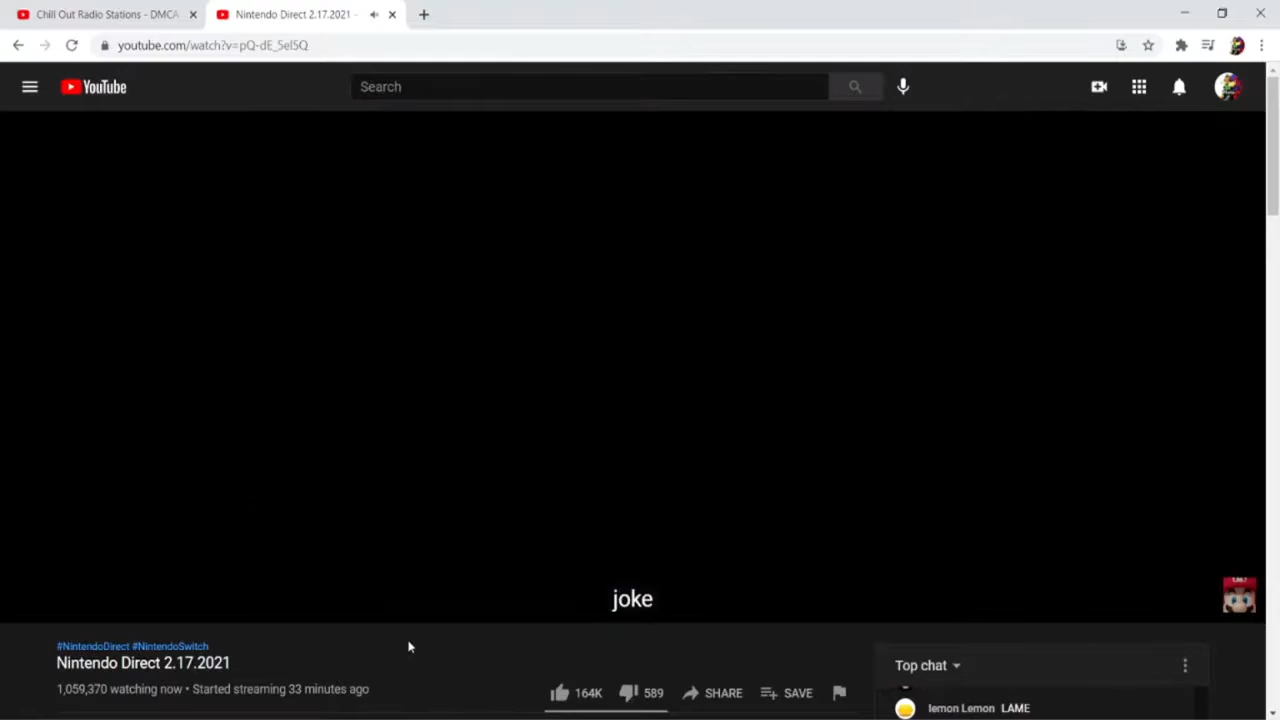 Chill Out Radio Stations - DMCA
Nintendo Direct 2.17.2021 -
youtube.com/watch?v=pQ-dE_5eI5Q
YouTube
Search
joke
#NintendoDirect #NintendoSwitch
Nintendo Direct 2.17.2021
1,059,370 watching now • Started streaming 33 minutes ago
164K 589 SHARE SAVE
Top chat
lemon Lemon LAME